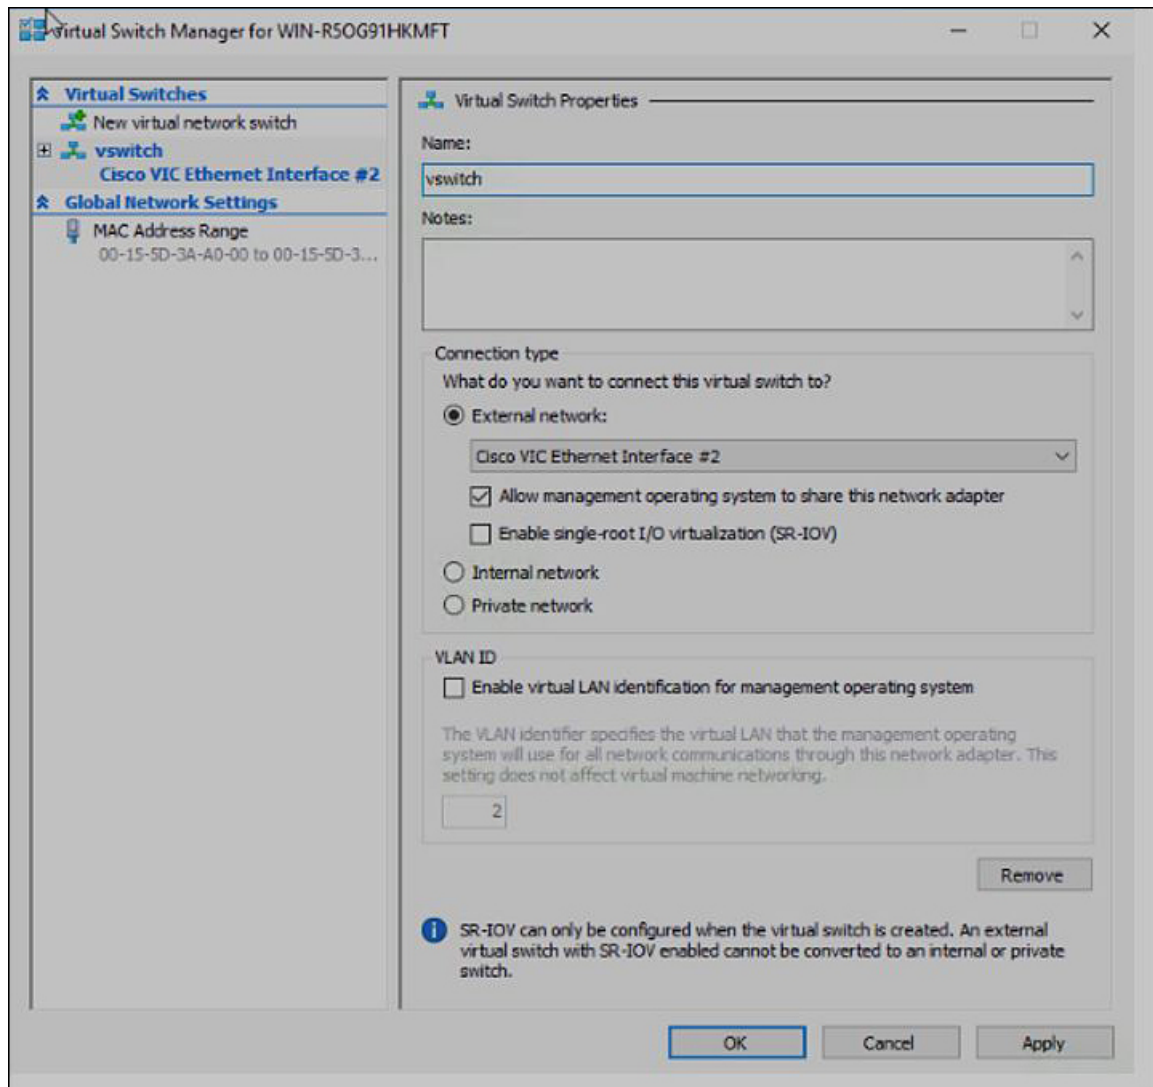 Virtual Switch Manager for WIN-R5OG91HKMFT
Virtual Switches
New virtual network switch
vswitch
Cisco VIC Ethernet Interface #2
Global Network Settings
MAC Address Range
00-15-5D-3A-A0-00 to 00-15-5D-3...
Virtual Switch Properties
Name:
vswitch
Notes:
Connection type
What do you want to connect this virtual switch to?
External network:
Cisco VIC Ethernet Interface #2
Allow management operating system to share this network adapter
Enable single-root I/O virtualization (SR-IOV)
Internal network
Private network
VLAN ID
Enable virtual LAN identification for management operating system
The VLAN identifier specifies the virtual LAN that the management operating
system will use for all network communications through this network adapter. This
setting does not affect virtual machine networking.
2
Remove
SR-IOV can only be configured when the virtual switch is created. An external
virtual switch with SR-IOV enabled cannot be converted to an internal or private
switch.
OK
Cancel
Apply